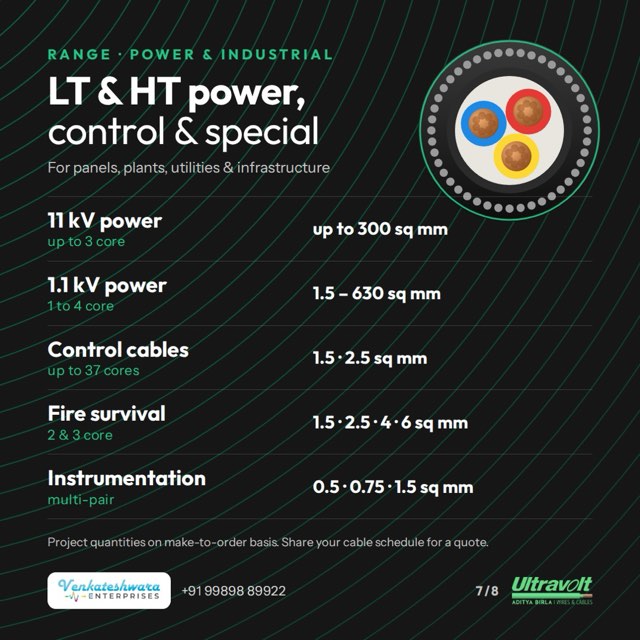 RANGE · POWER & INDUSTRIAL
LT & HT power,
control & special
For panels, plants, utilities & infrastructure
11 kV power
up to 3 core
up to 300 sq mm
1.1 kV power
1 to 4 core
1.5 – 630 sq mm
Control cables
up to 37 cores
1.5 · 2.5 sq mm
Fire survival
2 & 3 core
1.5 · 2.5 · 4 · 6 sq mm
Instrumentation
multi-pair
0.5 · 0.75 · 1.5 sq mm
Project quantities on make-to-order basis. Share your cable schedule for a quote.
Venkateshwara
ENTERPRISES
+91 99898 89922
7 / 8
Ultravolt
ADITYA BIRLA | WIRES & CABLES